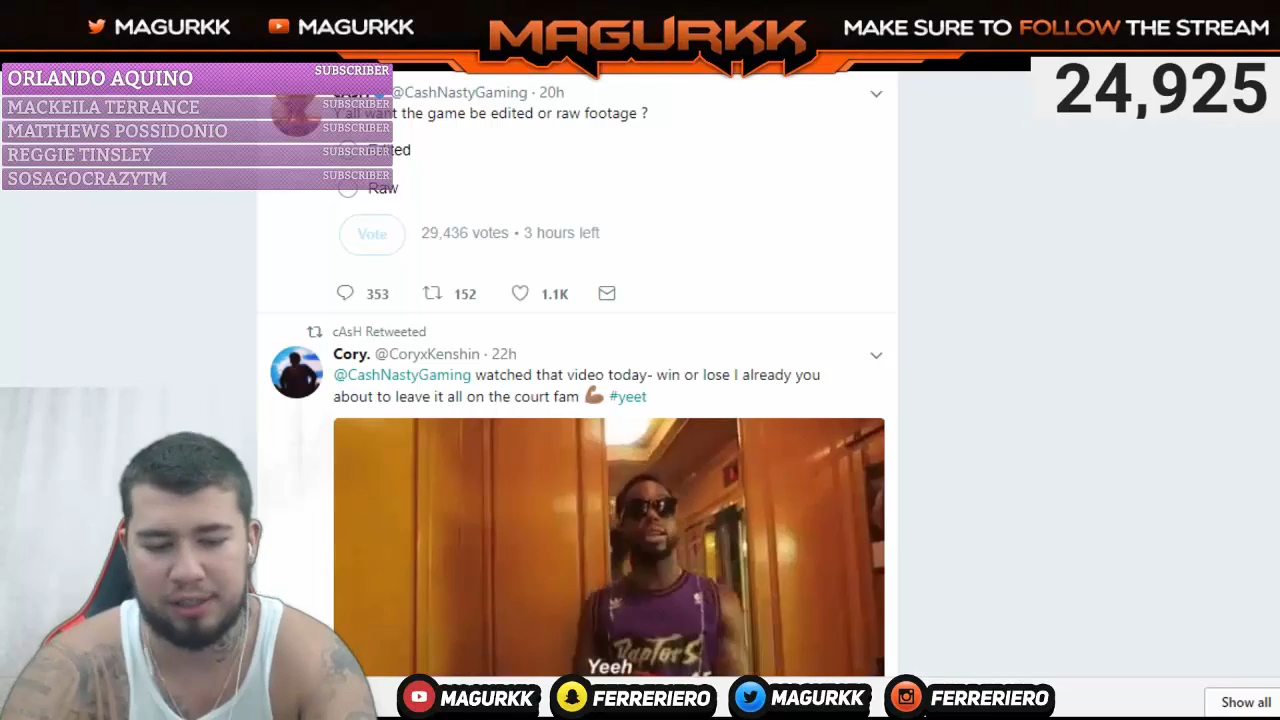 MAGURKK
MAGURKK
MAGURKK
MAKE SURE TO FOLLOW THE STREAM
ORLANDO AQUINO SUBSCRIBER
MACKEILA TERRANCE SUBSCRIBER
MATTHEWS POSSIDONIO SUBSCRIBER
REGGIE TINSLEY SUBSCRIBER
SOSAGOCRAZYTM SUBSCRIBER
24,925
@CashNastyGaming · 20h
Y'all want the game be edited or raw footage ?
Raw
Vote 29,436 votes • 3 hours left
353 152 1.1K
cAsH Retweeted
Cory. @CoryxKenshin · 22h
@CashNastyGaming watched that video today- win or lose I already you
about to leave it all on the court fam 💪🏾 #yeet
RapTorS
Yeeh
MAGURKK FERRERIERO MAGURKK FERRERIERO
Show all